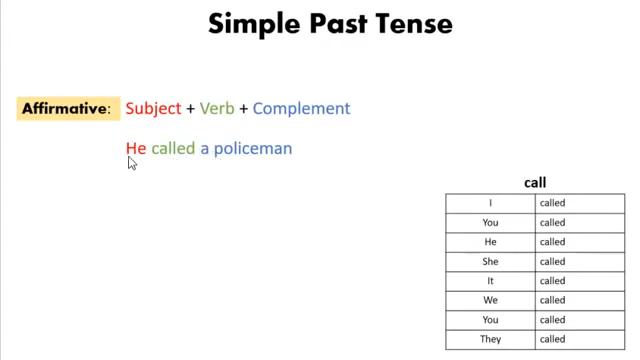 Simple Past Tense
Affirmative: Subject + Verb + Complement
He called a policeman
call
I called
You called
He called
She called
It called
We called
You called
They called